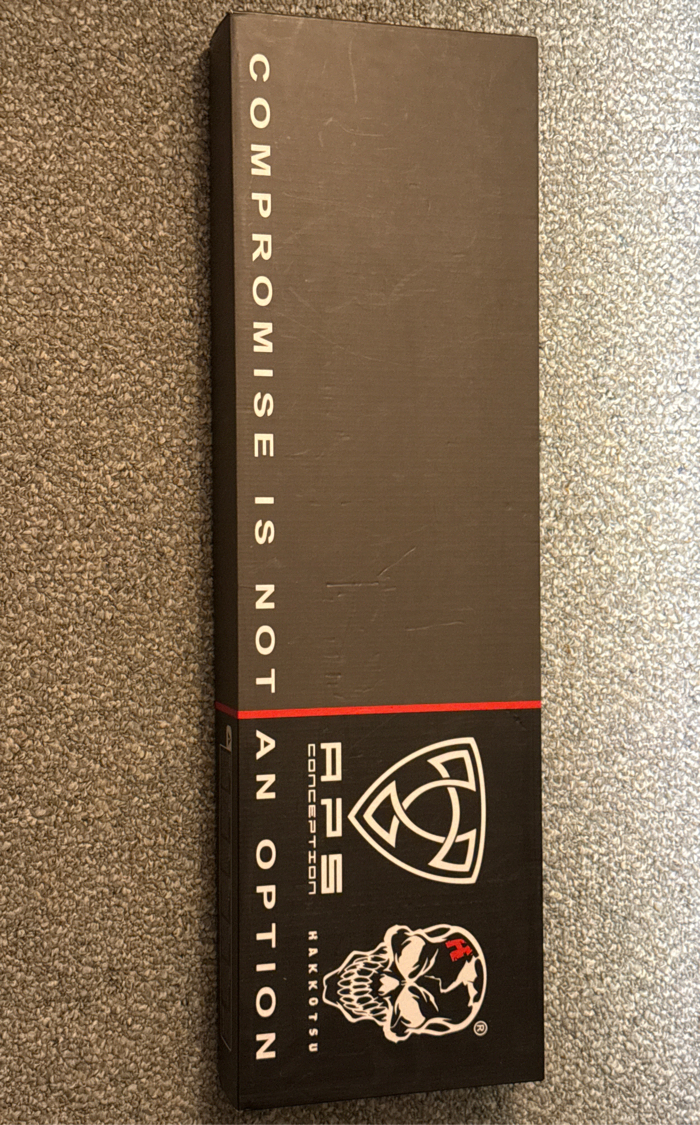 APS
CONCEPTION
HAKKOTSU
®
COMPROMISE IS NOT AN OPTION